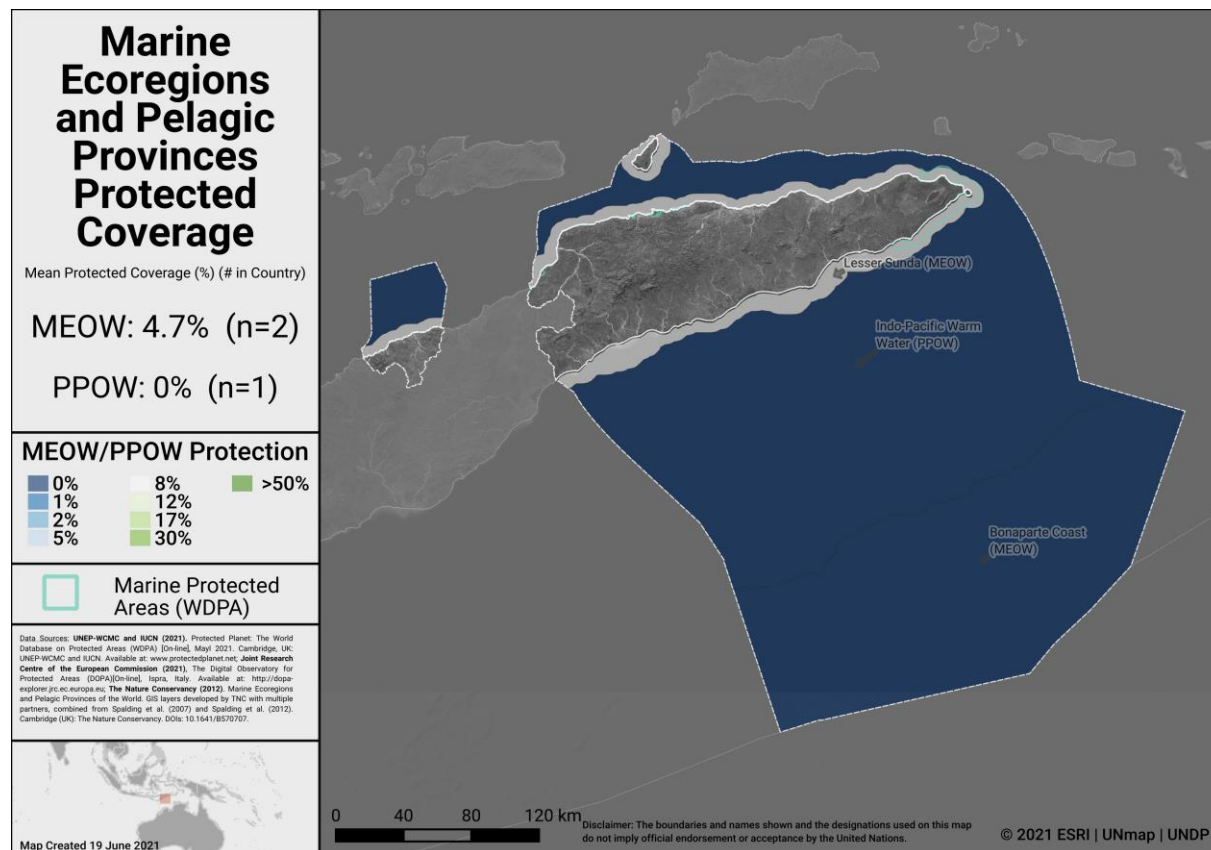 Marine
Ecoregions
and Pelagic
Provinces
Protected
Coverage
Mean Protected Coverage (%) (# in Country)
MEOW: 4.7% (n=2)
PPOW: 0% (n=1)
MEOW/PPOW Protection
0% 8% >50%
1% 12%
2% 17%
5% 30%
Marine Protected
Areas (WDPA)
Data Sources: UNEP-WCMC and IUCN (2021). Protected Planet: The World
Database on Protected Areas (WDPA) [On-line], Mayl 2021. Cambridge, UK:
UNEP-WCMC and IUCN. Available at: www.protectedplanet.net; Joint Research
Centre of the European Commission (2021), The Digital Observatory for
Protected Areas (DOPA)[On-line], Ispra, Italy. Available at: http://dopa-
explorer.jrc.ec.europa.eu; The Nature Conservancy (2012). Marine Ecoregions
and Pelagic Provinces of the World. GIS layers developed by TNC with multiple
partners, combined from Spalding et al. (2007) and Spalding et al. (2012).
Cambridge (UK): The Nature Conservancy. DOIs: 10.1641/B570707.
Map Created 19 June 2021
Lesser Sunda (MEOW)
Indo-Pacific Warm
Water (PPOW)
Bonaparte Coast
(MEOW)
0 40 80 120 km
Disclaimer: The boundaries and names shown and the designations used on this map
do not imply official endorsement or acceptance by the United Nations.
© 2021 ESRI | UNmap | UNDP